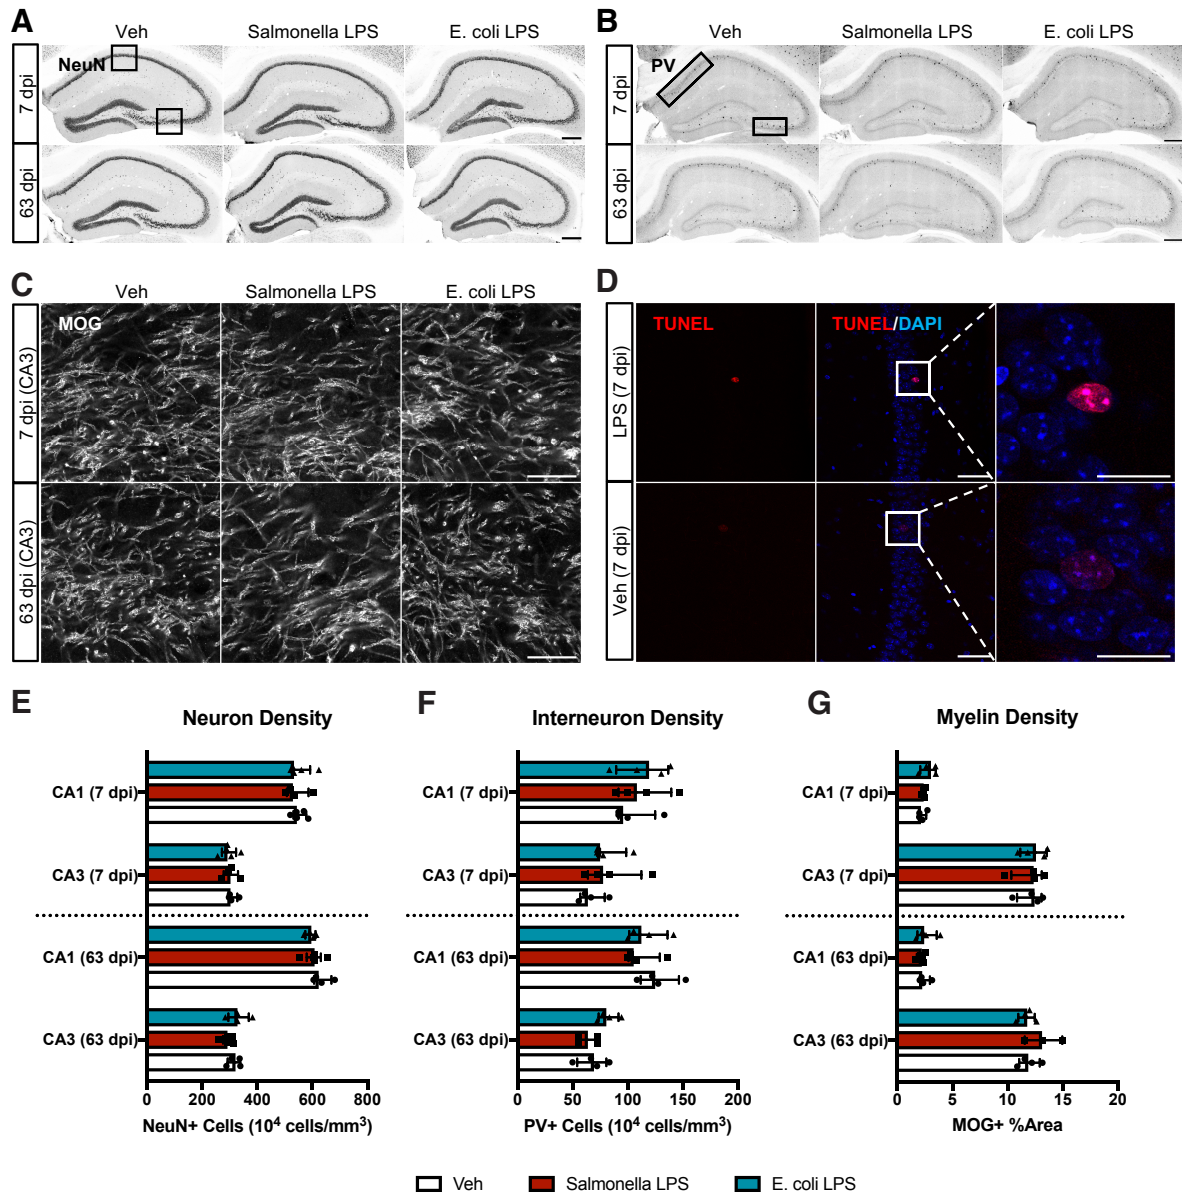 A
Veh
Salmonella LPS
E. coli LPS
7 dpi
NeuN
63 dpi
B
Veh
Salmonella LPS
E. coli LPS
7 dpi
PV
63 dpi
C
Veh
Salmonella LPS
E. coli LPS
7 dpi (CA3)
MOG
63 dpi (CA3)
D
LPS (7 dpi)
TUNEL
TUNEL/DAPI
Veh (7 dpi)
E
Neuron Density
CA1 (7 dpi)
CA3 (7 dpi)
CA1 (63 dpi)
CA3 (63 dpi)
0 200 400 600 800
NeuN+ Cells (10⁴ cells/mm³)
F
Interneuron Density
CA1 (7 dpi)
CA3 (7 dpi)
CA1 (63 dpi)
CA3 (63 dpi)
0 50 100 150 200
PV+ Cells (10⁴ cells/mm³)
G
Myelin Density
CA1 (7 dpi)
CA3 (7 dpi)
CA1 (63 dpi)
CA3 (63 dpi)
0 5 10 15 20
MOG+ %Area
Veh
Salmonella LPS
E. coli LPS